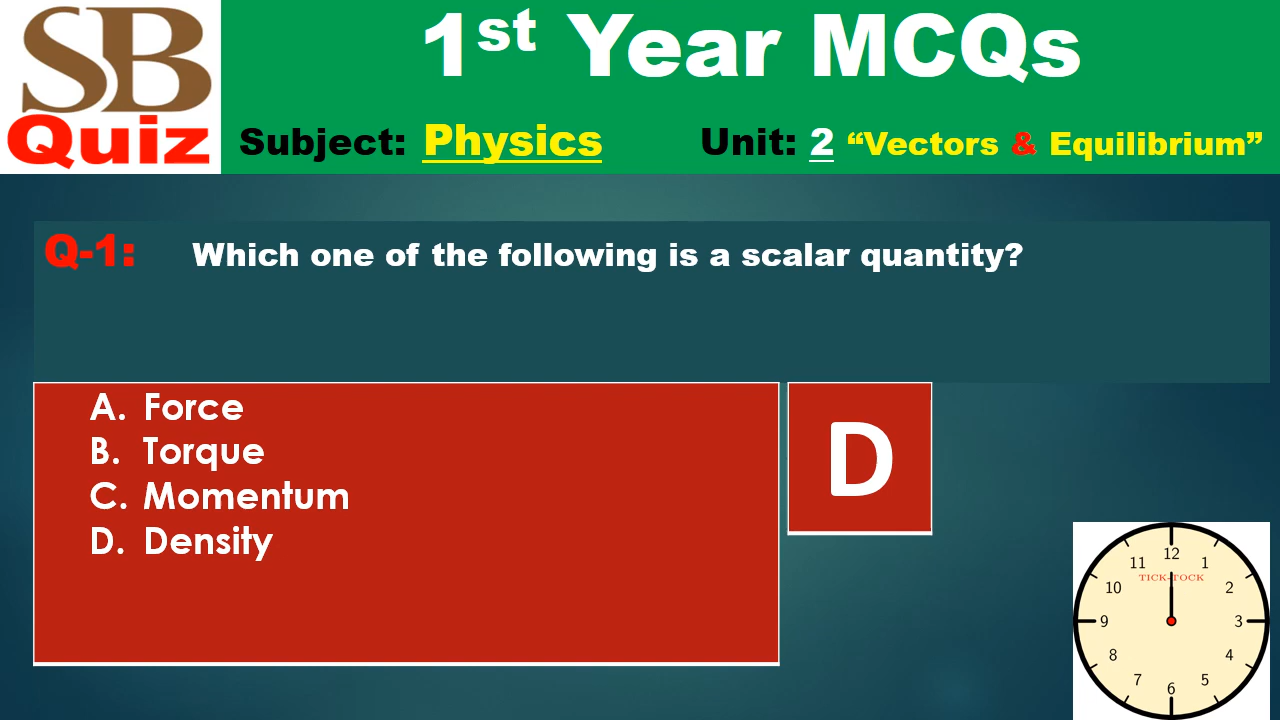 SB
Quiz
1st Year MCQs
Subject: Physics Unit: 2 “Vectors & Equilibrium”
Q-1: Which one of the following is a scalar quantity?
A. Force
B. Torque
C. Momentum
D. Density
D
12
11 1
TICK-TOCK
10 2
9 3
8 4
7 5
6